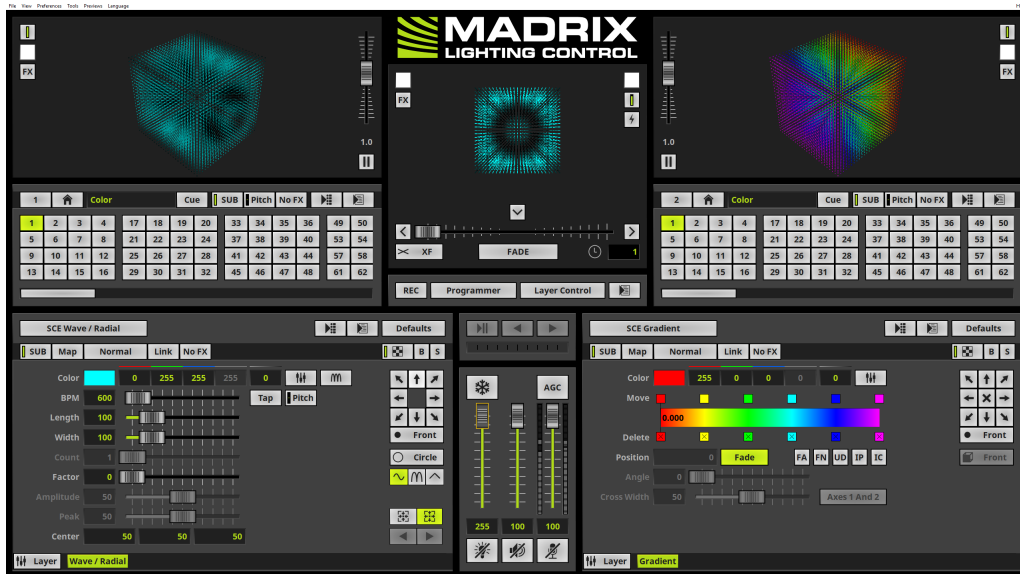 File View Preferences Tools Previews Language H
MADRIX
LIGHTING CONTROL
FX
1.0
FX
FX
1.0
1 Color Cue SUB Pitch No FX
1 2 3 4 17 18 19 20 33 34 35 36 49 50
5 6 7 8 21 22 23 24 37 38 39 40 53 54
9 10 11 12 25 26 27 28 41 42 43 44 57 58
13 14 15 16 29 30 31 32 45 46 47 48 61 62
XF FADE 1
REC Programmer Layer Control
2 Color Cue SUB Pitch No FX
1 2 3 4 17 18 19 20 33 34 35 36 49 50
5 6 7 8 21 22 23 24 37 38 39 40 53 54
9 10 11 12 25 26 27 28 41 42 43 44 57 58
13 14 15 16 29 30 31 32 45 46 47 48 61 62
SCE Wave / Radial Defaults
SUB Map Normal Link No FX B S
Color 0 255 255 255 0
BPM 600 Tap Pitch
Length 100
Width 100 Front
Count 1 Circle
Factor 0
Amplitude 50
Peak 50
Center 50 50 50
Layer Wave / Radial
AGC
255 100 100
SCE Gradient Defaults
SUB Map Normal Link No FX B S
Color 255 0 0 0 0
Move
0.000
Delete Front
Position 0 Fade FA FN UD IP IC Front
Angle 0
Cross Width 50 Axes 1 And 2
Layer Gradient